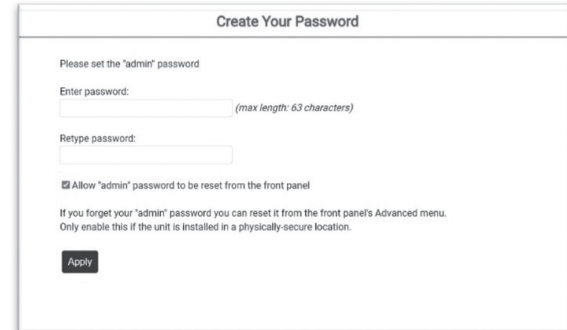 Create Your Password
Please set the "admin" password
Enter password:
(max length: 63 characters)
Retype password:
Allow "admin" password to be reset from the front panel
If you forget your "admin" password you can reset it from the front panel's Advanced menu.
Only enable this if the unit is installed in a physically-secure location.
Apply